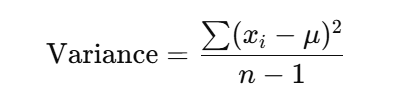 Variance = ∑(xᵢ − μ)² / (n − 1)